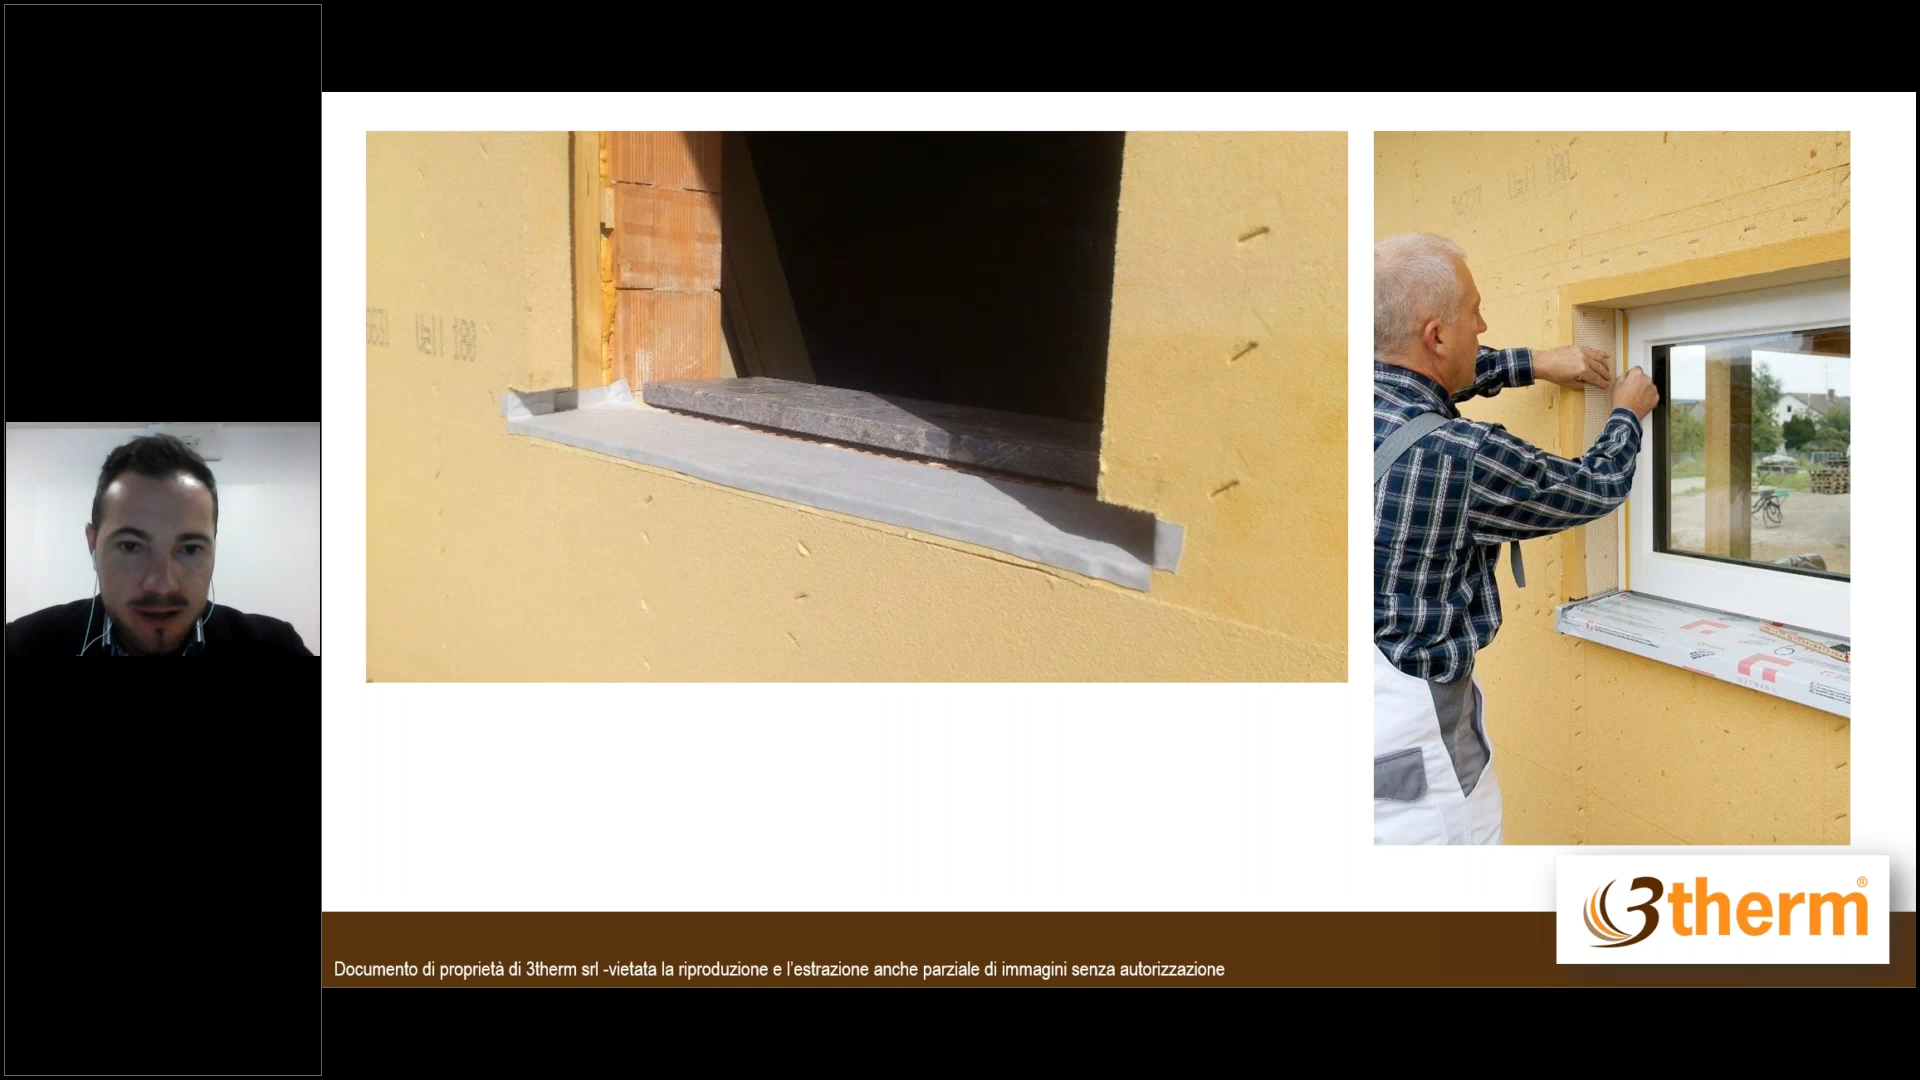 Documento di proprietà di 3therm srl -vietata la riproduzione e l'estrazione anche parziale di immagini senza autorizzazione
3therm®